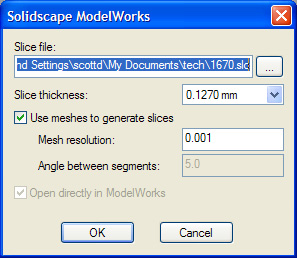 Solidscape ModelWorks
Slice file:
nd Settings\scottd\My Documents\tech\1670.slc
...
Slice thickness:
0.1270 mm
Use meshes to generate slices
Mesh resolution:
0.001
Angle between segments:
5.0
Open directly in ModelWorks
OK
Cancel